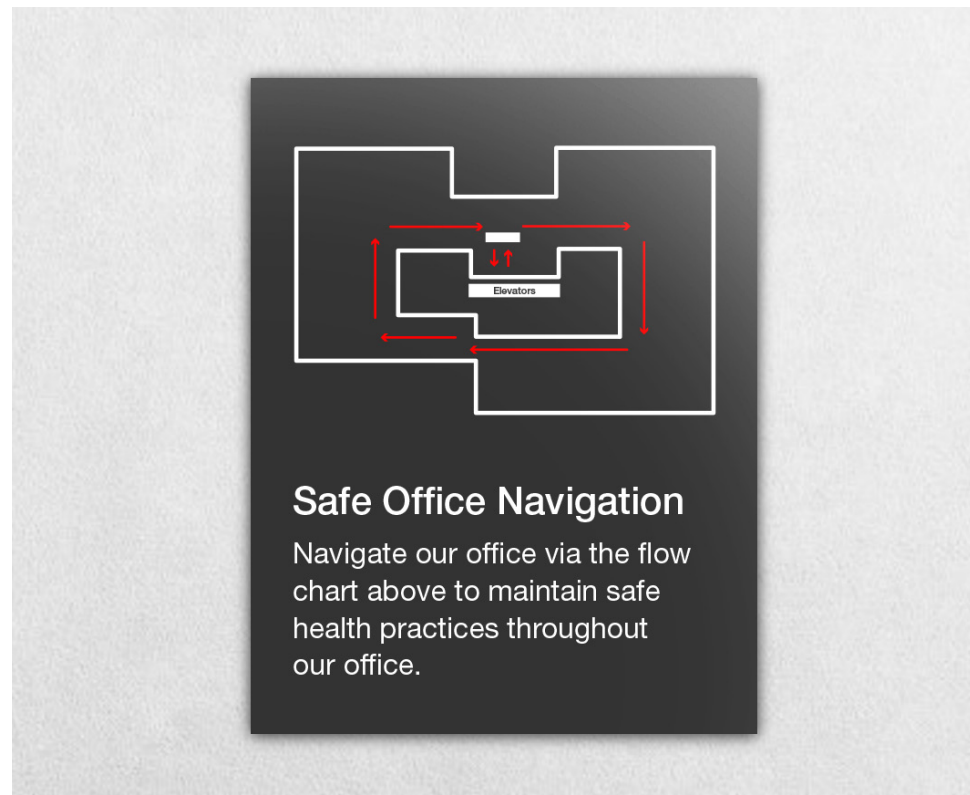 Elevators
Safe Office Navigation
Navigate our office via the flow
chart above to maintain safe
health practices throughout
our office.